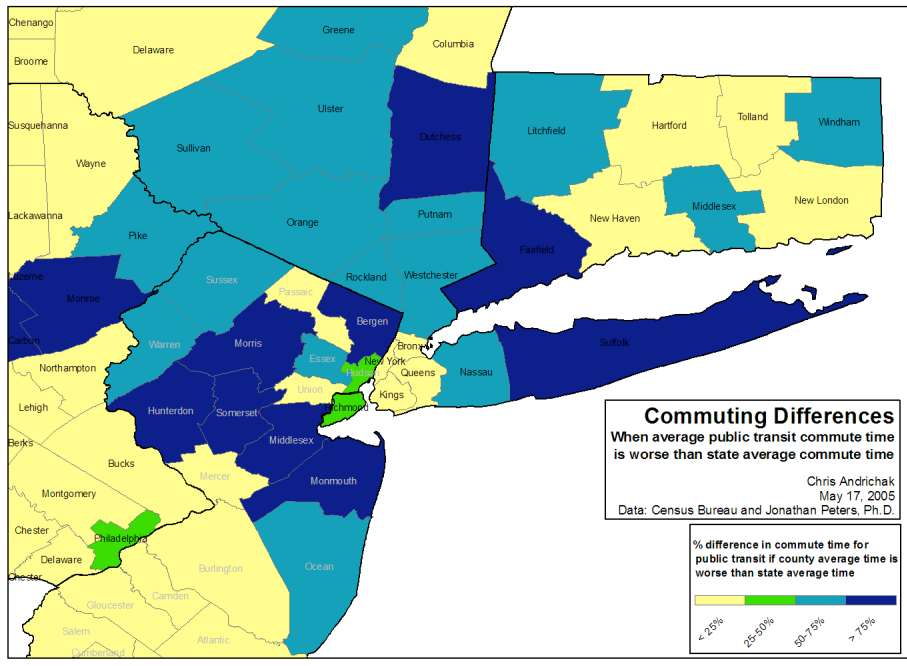 Chenango
Greene
Columbia
Delaware
Broome
Ulster
Susquehanna
Dutchess
Litchfield
Hartford
Tolland
Windham
Sullivan
Wayne
Lackawanna
Orange
Putnam
Middlesex
New London
New Haven
Pike
Fairfield
Sussex
Rockland
Westchester
Passaic
Monroe
Bergen
Carbon
Warren
Morris
Bronx
Suffolk
Essex
New York
Northampton
Hudson
Queens
Nassau
Union
Kings
Lehigh
Hunterdon
Somerset
Richmond
Commuting Differences
When average public transit commute time
is worse than state average commute time
Chris Andrichak
May 17, 2005
Data: Census Bureau and Jonathan Peters, Ph.D.
Berks
Middlesex
Bucks
Mercer
Monmouth
Montgomery
Chester
Philadelphia
Delaware
Chester
Burlington
Ocean
Camden
Gloucester
Salem
Atlantic
Cumberland
% difference in commute time for
public transit if county average time is
worse than state average time
< 25%
25-50%
50-75%
> 75%